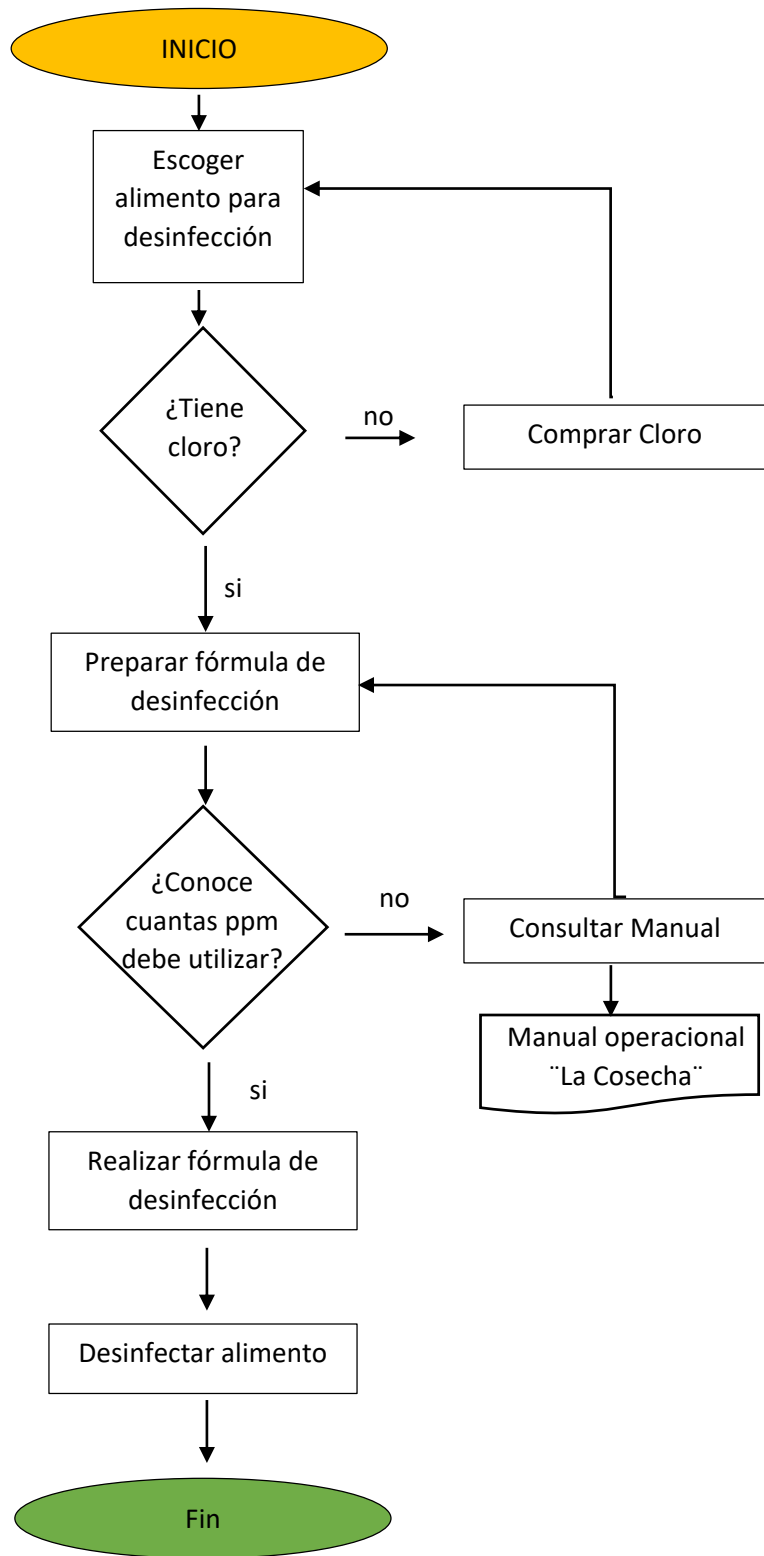 INICIO
Escoger
alimento para
desinfección
¿Tiene
cloro?
no
Comprar Cloro
si
Preparar fórmula de
desinfección
¿Conoce
cuantas ppm
debe utilizar?
no
Consultar Manual
Manual operacional
¨La Cosecha¨
si
Realizar fórmula de
desinfección
Desinfectar alimento
Fin